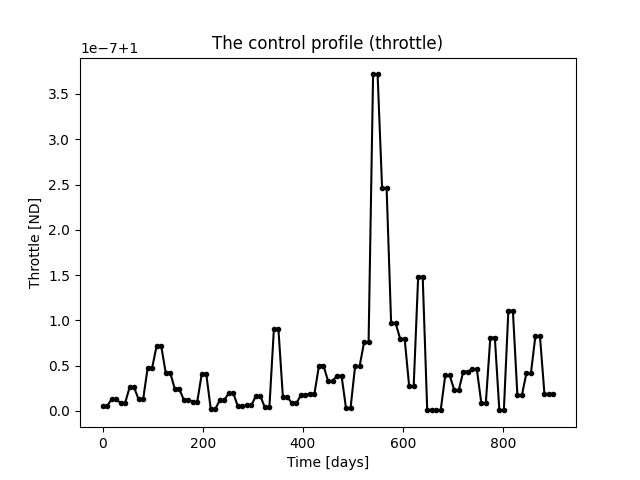 The control profile (throttle)
1e−7+1
3.5
3.0
2.5
2.0
1.5
1.0
0.5
0.0
Throttle [ND]
0 200 400 600 800
Time [days]